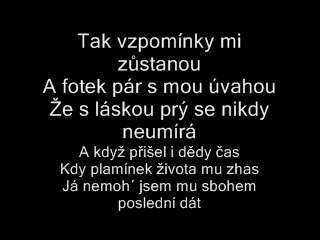 Tak vzpomínky mi
zůstanou
A fotek pár s mou úvahou
Že s láskou prý se nikdy
neumírá
A když přišel i dědy čas
Kdy plamínek života mu zhas
Já nemoh´ jsem mu sbohem
poslední dát